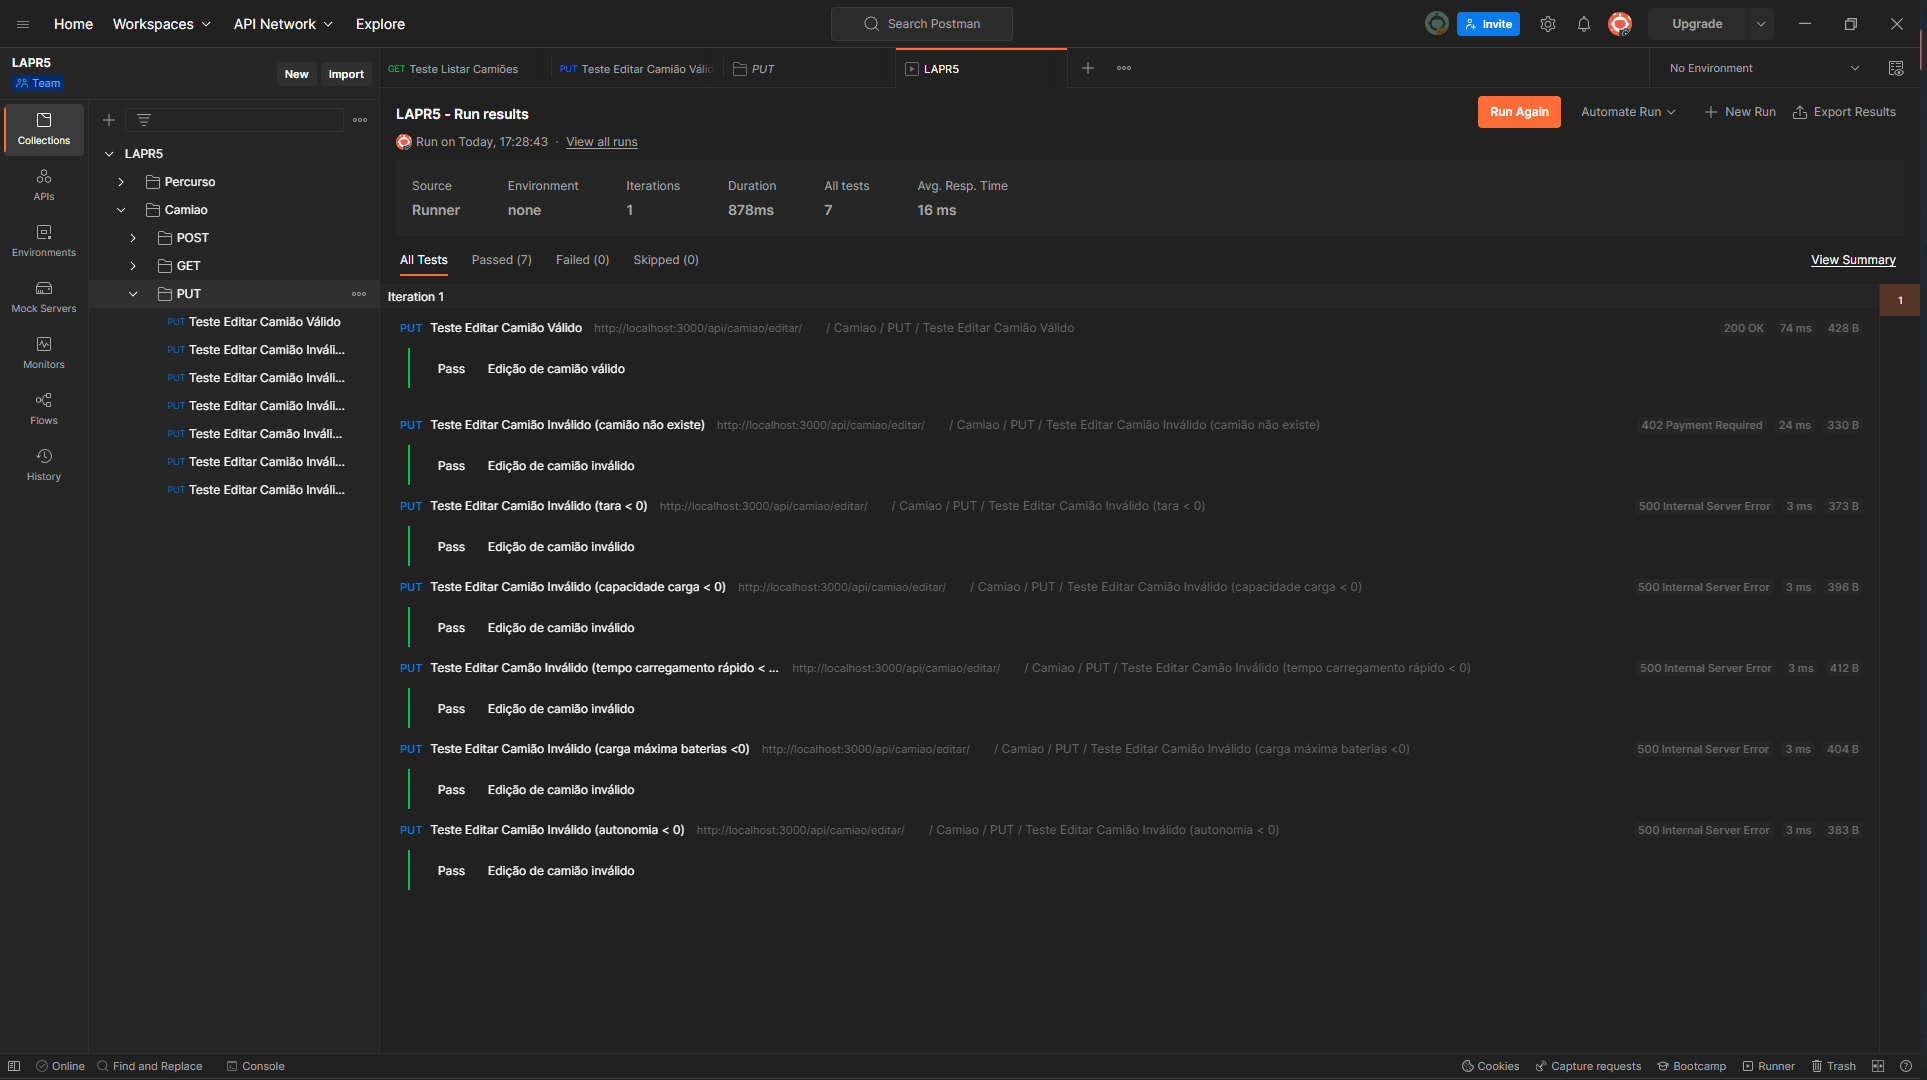 Home Workspaces API Network Explore Search Postman Invite Upgrade
LAPR5
Team
New Import
GET Teste Listar Camiões PUT Teste Editar Camião Válid PUT LAPR5 No Environment
Collections
APIs
Environments
Mock Servers
Monitors
Flows
History
LAPR5
Percurso
Camiao
POST
GET
PUT
PUT Teste Editar Camião Válido
PUT Teste Editar Camião Inváli...
PUT Teste Editar Camião Inváli...
PUT Teste Editar Camião Inváli...
PUT Teste Editar Camão Inváli...
PUT Teste Editar Camião Inváli...
PUT Teste Editar Camião Inváli...
LAPR5 - Run results
Run Again Automate Run New Run Export Results
Run on Today, 17:28:43 · View all runs
Source Environment Iterations Duration All tests Avg. Resp. Time
Runner none 1 878ms 7 16 ms
All Tests Passed (7) Failed (0) Skipped (0) View Summary
Iteration 1
1
PUT Teste Editar Camião Válido http://localhost:3000/api/camiao/editar/ / Camiao / PUT / Teste Editar Camião Válido 200 OK 74 ms 428 B
Pass Edição de camião válido
PUT Teste Editar Camião Inválido (camião não existe) http://localhost:3000/api/camiao/editar/ / Camiao / PUT / Teste Editar Camião Inválido (camião não existe) 402 Payment Required 24 ms 330 B
Pass Edição de camião inválido
PUT Teste Editar Camião Inválido (tara < 0) http://localhost:3000/api/camiao/editar/ / Camiao / PUT / Teste Editar Camião Inválido (tara < 0) 500 Internal Server Error 3 ms 373 B
Pass Edição de camião inválido
PUT Teste Editar Camião Inválido (capacidade carga < 0) http://localhost:3000/api/camiao/editar/ / Camiao / PUT / Teste Editar Camião Inválido (capacidade carga < 0) 500 Internal Server Error 3 ms 396 B
Pass Edição de camião inválido
PUT Teste Editar Camão Inválido (tempo carregamento rápido < ... http://localhost:3000/api/camiao/editar/ / Camiao / PUT / Teste Editar Camão Inválido (tempo carregamento rápido < 0) 500 Internal Server Error 3 ms 412 B
Pass Edição de camião inválido
PUT Teste Editar Camião Inválido (carga máxima baterias <0) http://localhost:3000/api/camiao/editar/ / Camiao / PUT / Teste Editar Camião Inválido (carga máxima baterias <0) 500 Internal Server Error 3 ms 404 B
Pass Edição de camião inválido
PUT Teste Editar Camião Inválido (autonomia < 0) http://localhost:3000/api/camiao/editar/ / Camiao / PUT / Teste Editar Camião Inválido (autonomia < 0) 500 Internal Server Error 3 ms 383 B
Pass Edição de camião inválido
Online Find and Replace Console Cookies Capture requests Bootcamp Runner Trash